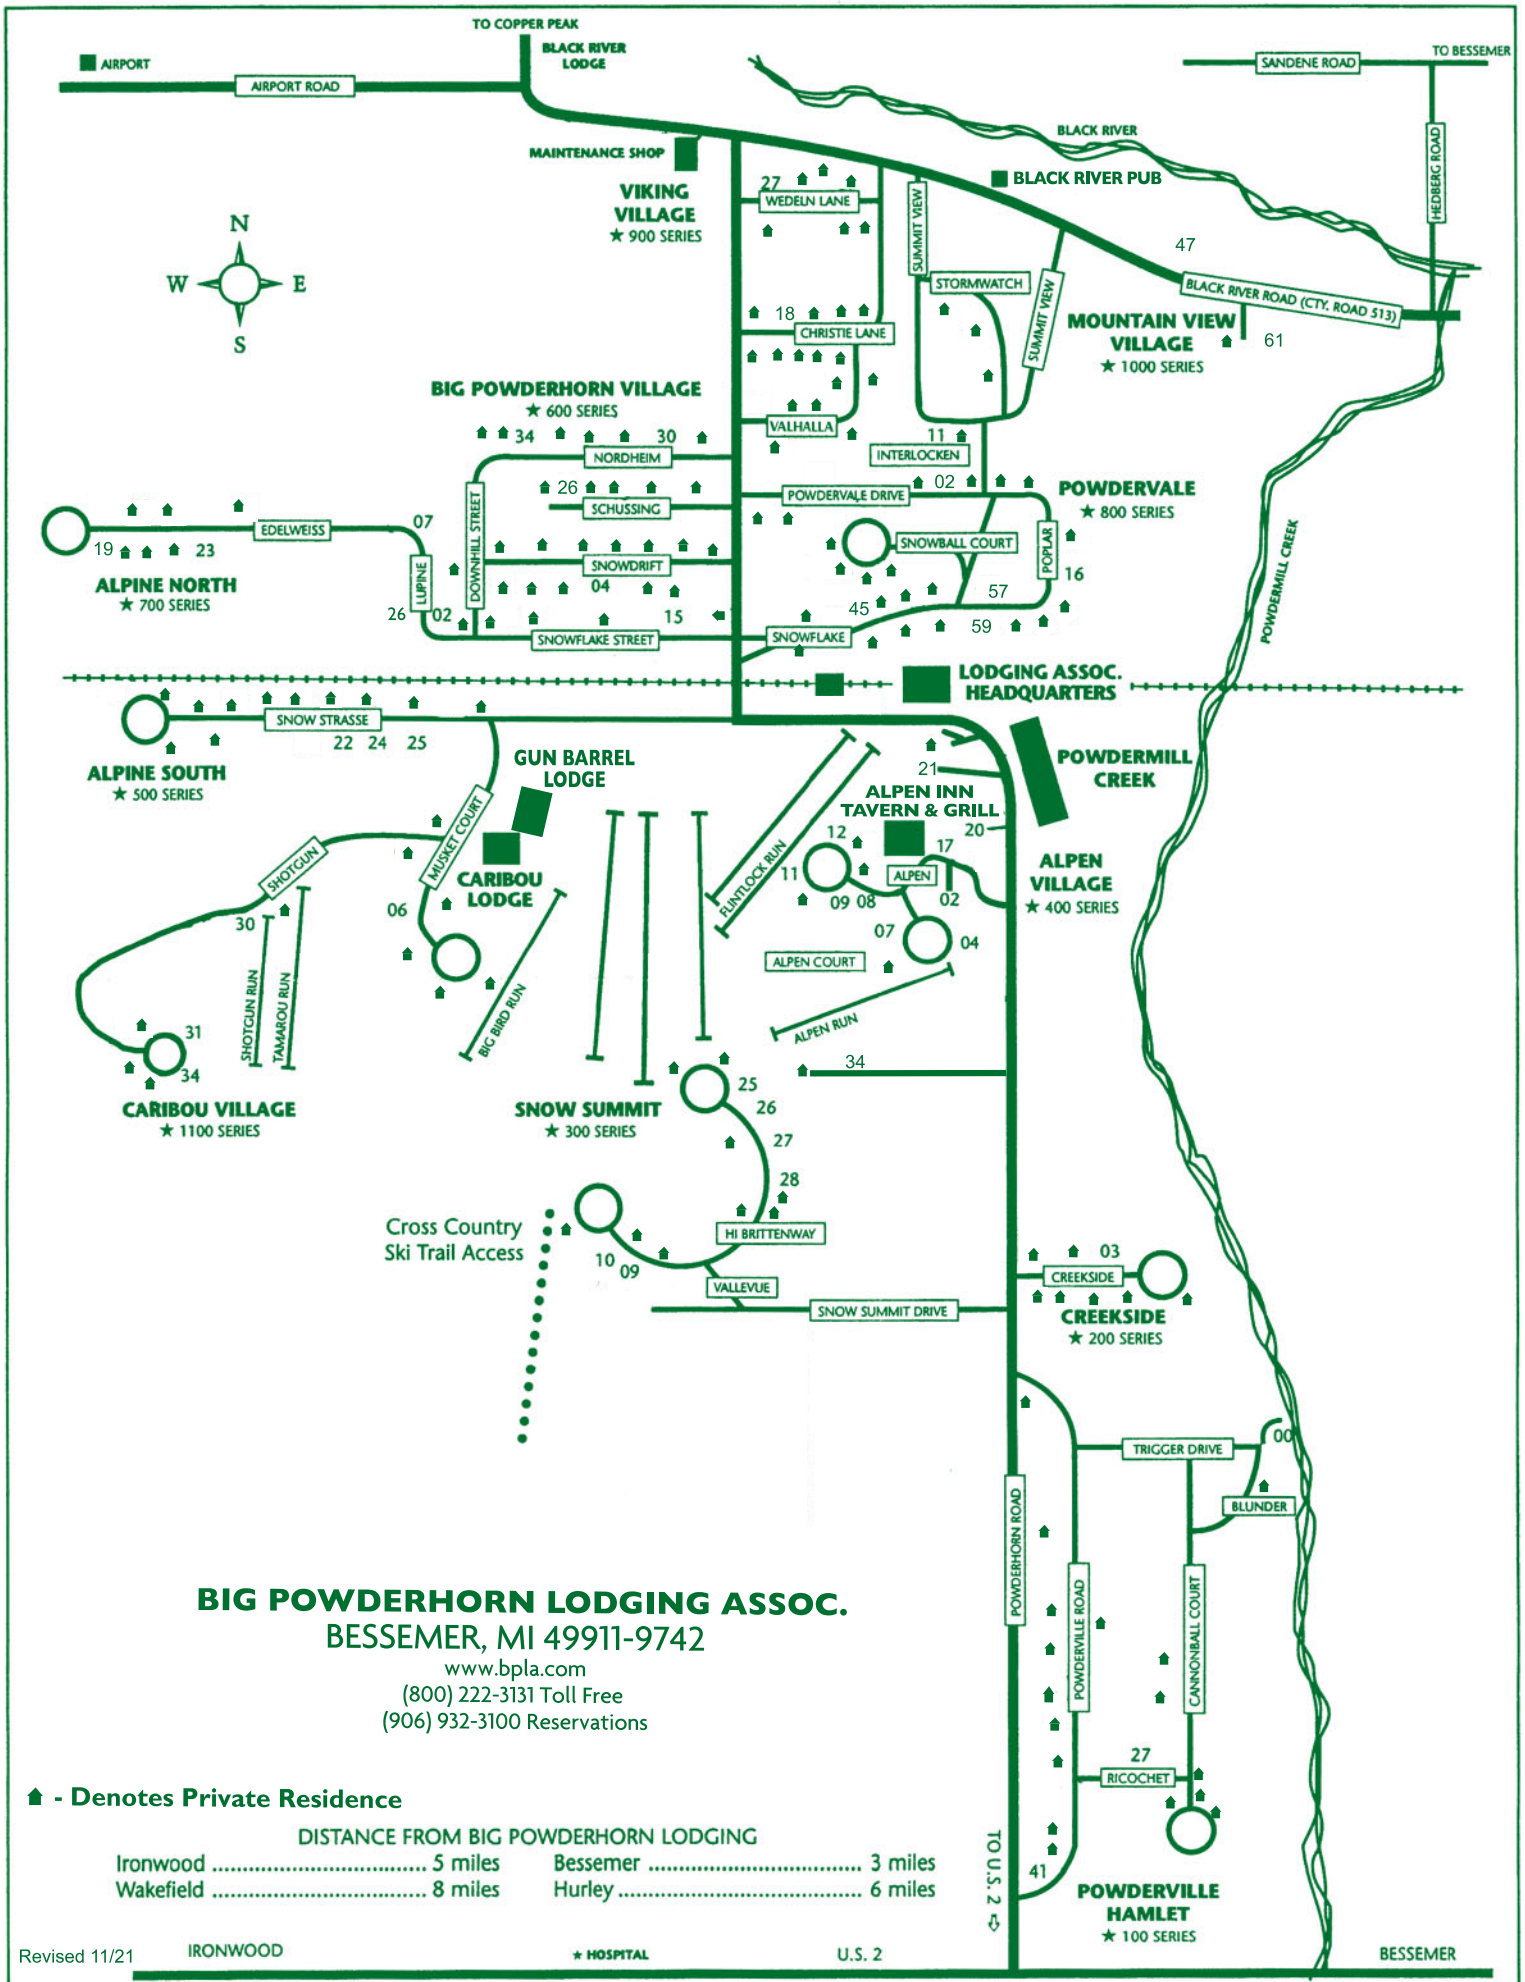 TO COPPER PEAK
BLACK RIVER
LODGE
AIRPORT
AIRPORT ROAD
SANDENE ROAD
TO BESSEMER
HEDBERG ROAD
BLACK RIVER
MAINTENANCE SHOP
BLACK RIVER PUB
VIKING
VILLAGE
★ 900 SERIES
27
WEDELN LANE
SUMMIT VIEW
N
W E
S
47
STORMWATCH
SUMMIT VIEW
BLACK RIVER ROAD (CTY. ROAD 513)
18
CHRISTIE LANE
MOUNTAIN VIEW
VILLAGE
★ 1000 SERIES
61
BIG POWDERHORN VILLAGE
★ 600 SERIES
34
30
NORDHEIM
VALHALLA
11
INTERLOCKEN
26
SCHUSSING
POWDERVALE DRIVE
02
POWDERVALE
★ 800 SERIES
EDELWEISS
07
DOWNHILL STREET
19
23
SNOWBALL COURT
POPLAR
16
POWDERMILL CREEK
ALPINE NORTH
★ 700 SERIES
LUPINE
SNOWDRIFT
04
26
02
15
45
57
59
SNOWFLAKE STREET
SNOWFLAKE
LODGING ASSOC.
HEADQUARTERS
SNOW STRASSE
22 24 25
ALPINE SOUTH
★ 500 SERIES
GUN BARREL
LODGE
21
POWDERMILL
CREEK
ALPEN INN
TAVERN & GRILL
MUSKET COURT
SHOTGUN
CARIBOU
LODGE
FLINTLOCK RUN
12
11
09 08
ALPEN
17
20
02
ALPEN
VILLAGE
★ 400 SERIES
30
06
07
04
ALPEN COURT
SHOTGUN RUN
TAMAROU RUN
BIG BIRD RUN
ALPEN RUN
31
34
34
CARIBOU VILLAGE
★ 1100 SERIES
SNOW SUMMIT
★ 300 SERIES
25
26
27
28
Cross Country
Ski Trail Access
HI BRITTENWAY
10
09
VALLEVUE
SNOW SUMMIT DRIVE
03
CREEKSIDE
CREEKSIDE
★ 200 SERIES
00
TRIGGER DRIVE
BLUNDER
POWDERHORN ROAD
POWDERVILLE ROAD
CANNONBALL COURT
BIG POWDERHORN LODGING ASSOC.
BESSEMER, MI 49911-9742
www.bpla.com
(800) 222-3131 Toll Free
(906) 932-3100 Reservations
27
RICOCHET
- Denotes Private Residence
DISTANCE FROM BIG POWDERHORN LODGING
Ironwood .................................. 5 miles
Bessemer .................................. 3 miles
Wakefield .................................. 8 miles
Hurley ....................................... 6 miles
TO U.S. 2
41
POWDERVILLE
HAMLET
★ 100 SERIES
Revised 11/21
IRONWOOD
★ HOSPITAL
U.S. 2
BESSEMER